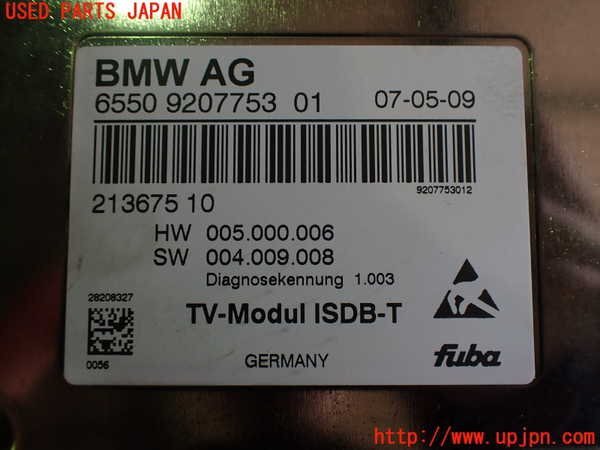 USED PARTS JAPAN
BMW AG
6550 9207753 01 07-05-09
9207753012
213675 10
HW 005.000.006
SW 004.009.008
Diagnosekennung 1.003
28208327
TV-Modul ISDB-T
0056
GERMANY
fuba
http://www.upjpn.com/